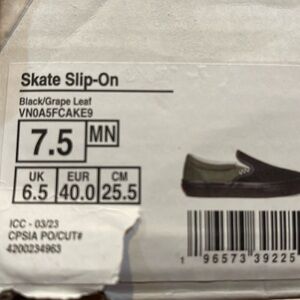 Skate Slip-On
Black/Grape Leaf
VN0A5FCAKE9
7.5 MN
UK EUR CM
6.5 40.0 25.5
ICC - 03/23
CPSIA PO/CUT#
4200234963
1 96573 39225